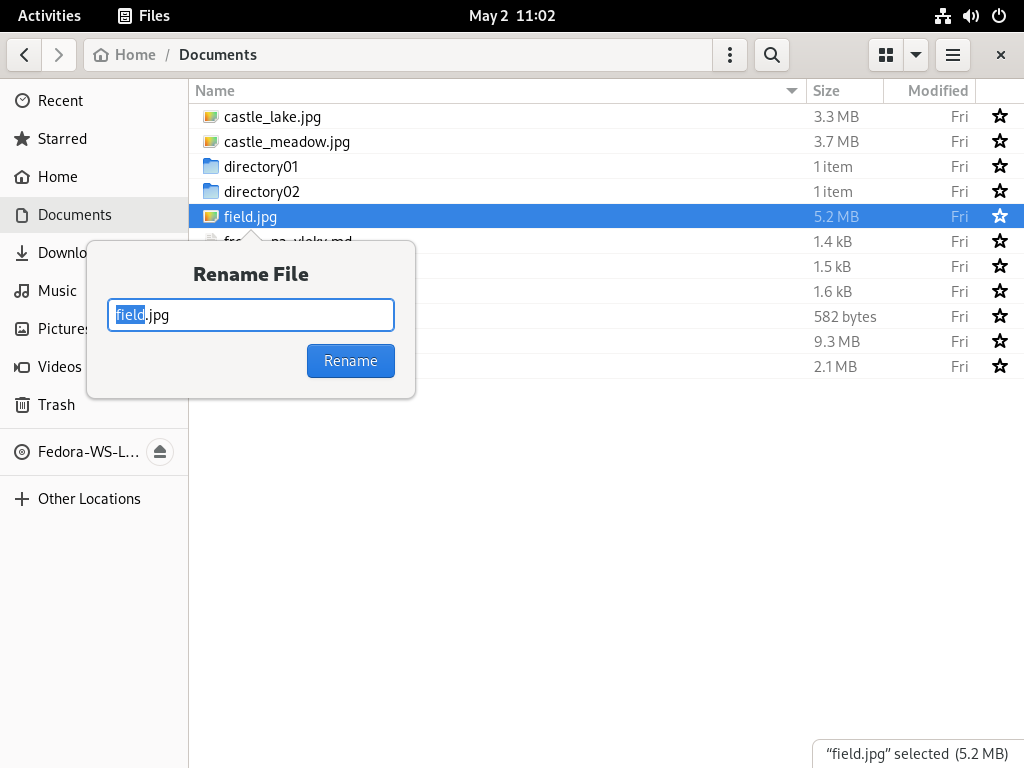 Activities Files May 2 11:02
Home / Documents
Name Size Modified
Recent
Starred
Home
Documents
Downlo
Music
Pictures
Videos
Trash
Fedora-WS-L…
Other Locations
castle_lake.jpg 3.3 MB Fri
castle_meadow.jpg 3.7 MB Fri
directory01 1 item Fri
directory02 1 item Fri
field.jpg 5.2 MB Fri
1.4 kB Fri
1.5 kB Fri
1.6 kB Fri
582 bytes Fri
9.3 MB Fri
2.1 MB Fri
Rename File
field.jpg
Rename
“field.jpg” selected (5.2 MB)